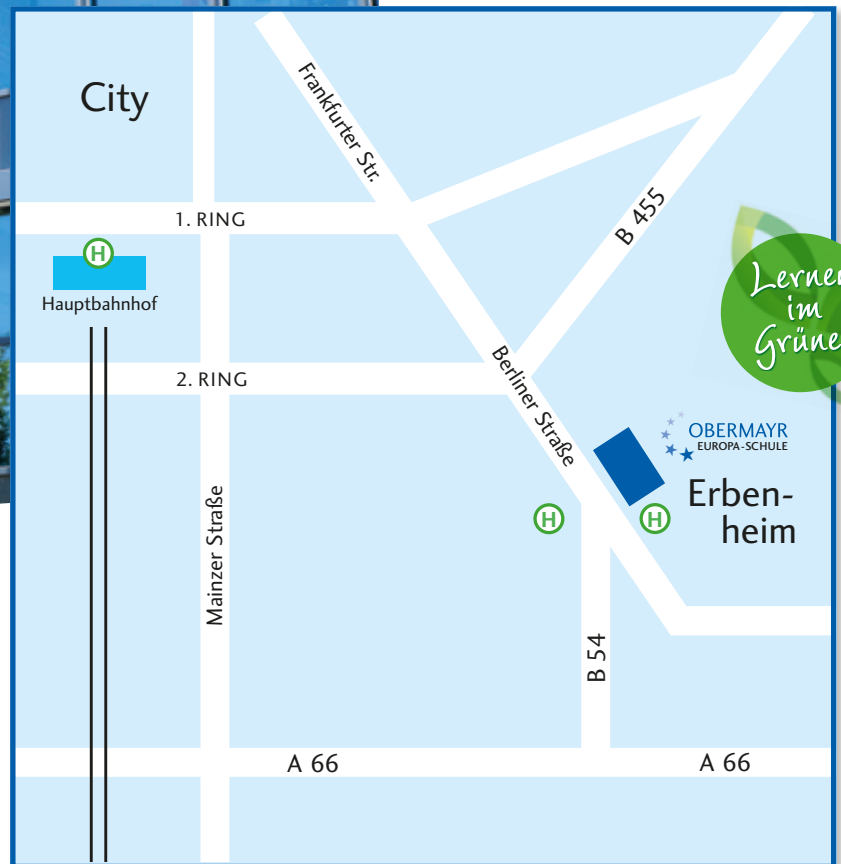 City
Frankfurter Str.
1. RING
B 455
H
Hauptbahnhof
Lernen
im
2. RING
Berliner Straße
OBERMAYR
EUROPA-SCHULE
Erben-
heim
H
H
Mainzer Straße
B 54
A 66
A 66